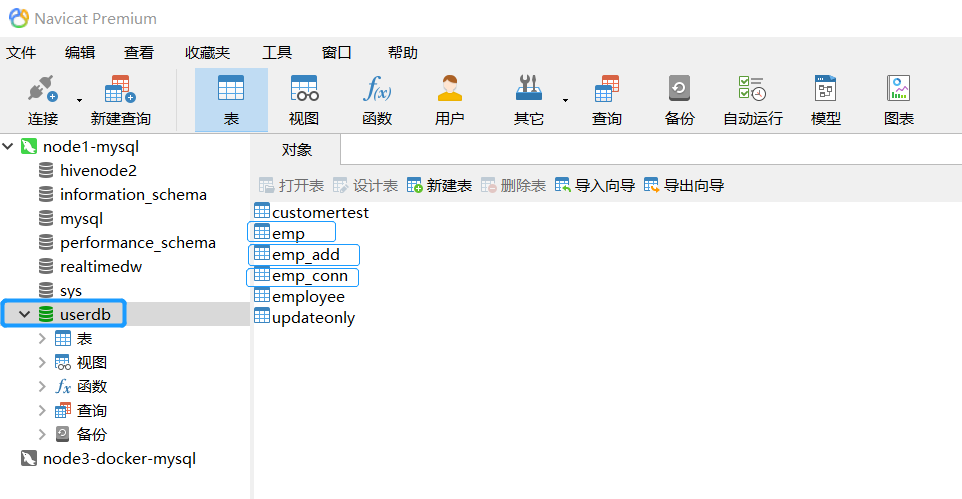 Navicat Premium
文件 编辑 查看 收藏夹 工具 窗口 帮助
连接 新建查询 表 f(x) 视图 函数 用户 其它 查询 备份 自动运行 模型 图表
node1-mysql
hivenode2
information_schema
mysql
performance_schema
realtimedw
sys
userdb
表
视图
fx 函数
查询
备份
node3-docker-mysql
对象
打开表 设计表 新建表 删除表 导入向导 导出向导
customertest
emp
emp_add
emp_conn
employee
updateonly